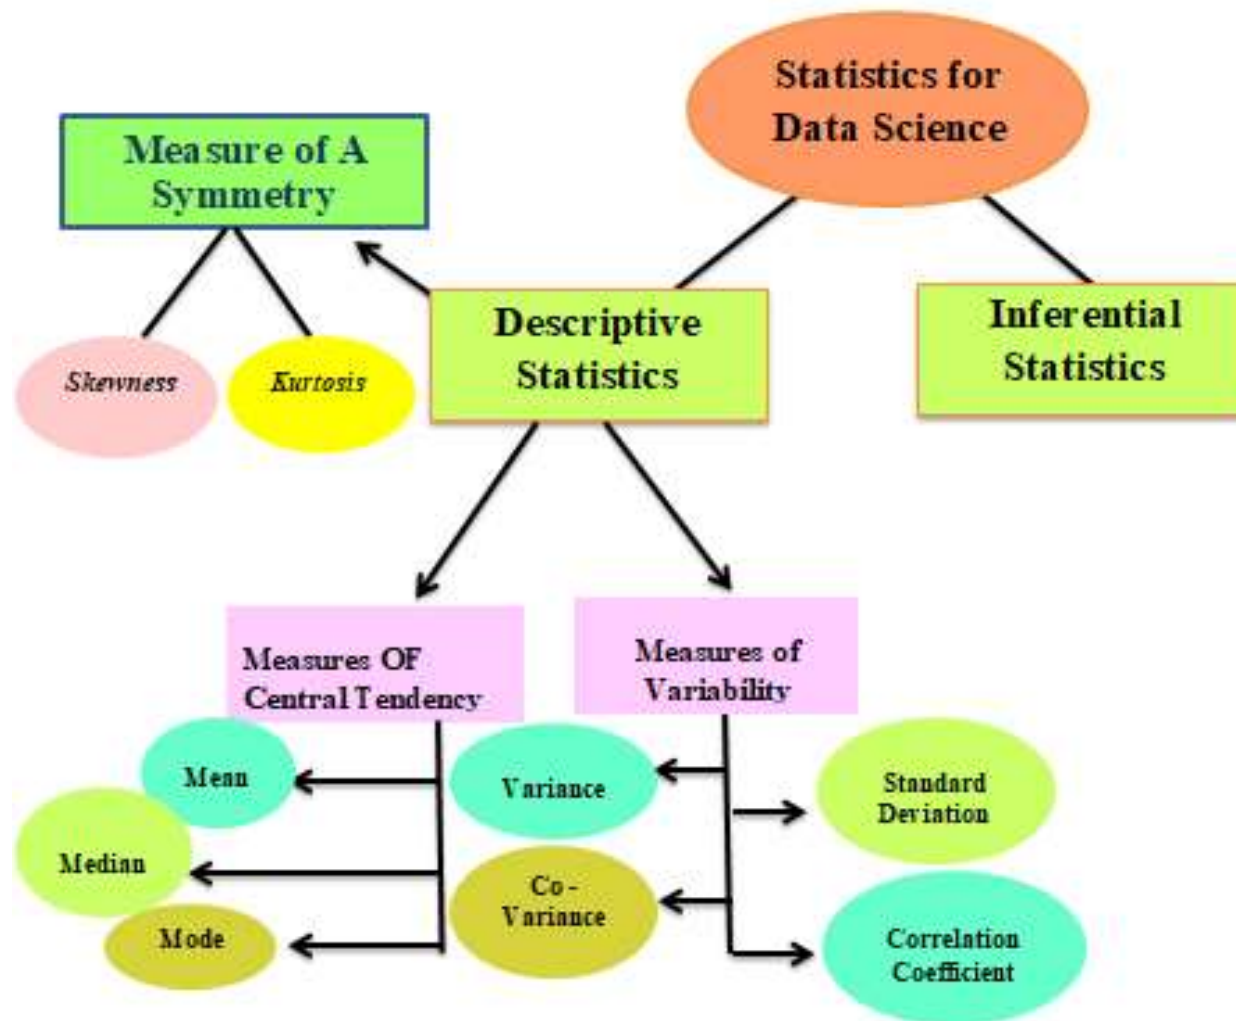 Statistics for
Data Science
Measure of A
Symmetry
Descriptive
Statistics
Inferential
Statistics
Skewness
Kurtosis
Measures OF
Central Tendency
Measures of
Variability
Mean
Median
Mode
Variance
Co -
Variance
Standard
Deviation
Correlation
Coefficient